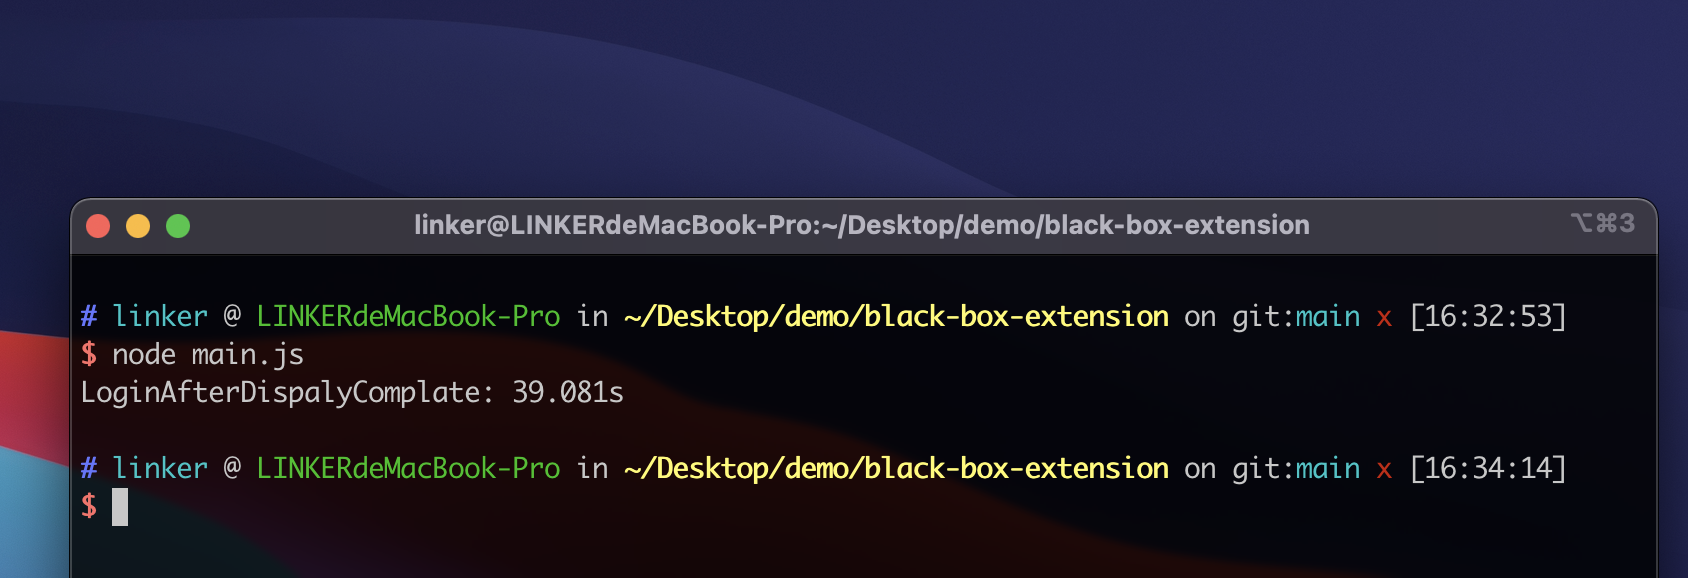 linker@LINKERdeMacBook-Pro:~/Desktop/demo/black-box-extension ⌥⌘3
# linker @ LINKERdeMacBook-Pro in ~/Desktop/demo/black-box-extension on git:main x [16:32:53]
$ node main.js
LoginAfterDispalyComplate: 39.081s
# linker @ LINKERdeMacBook-Pro in ~/Desktop/demo/black-box-extension on git:main x [16:34:14]
$